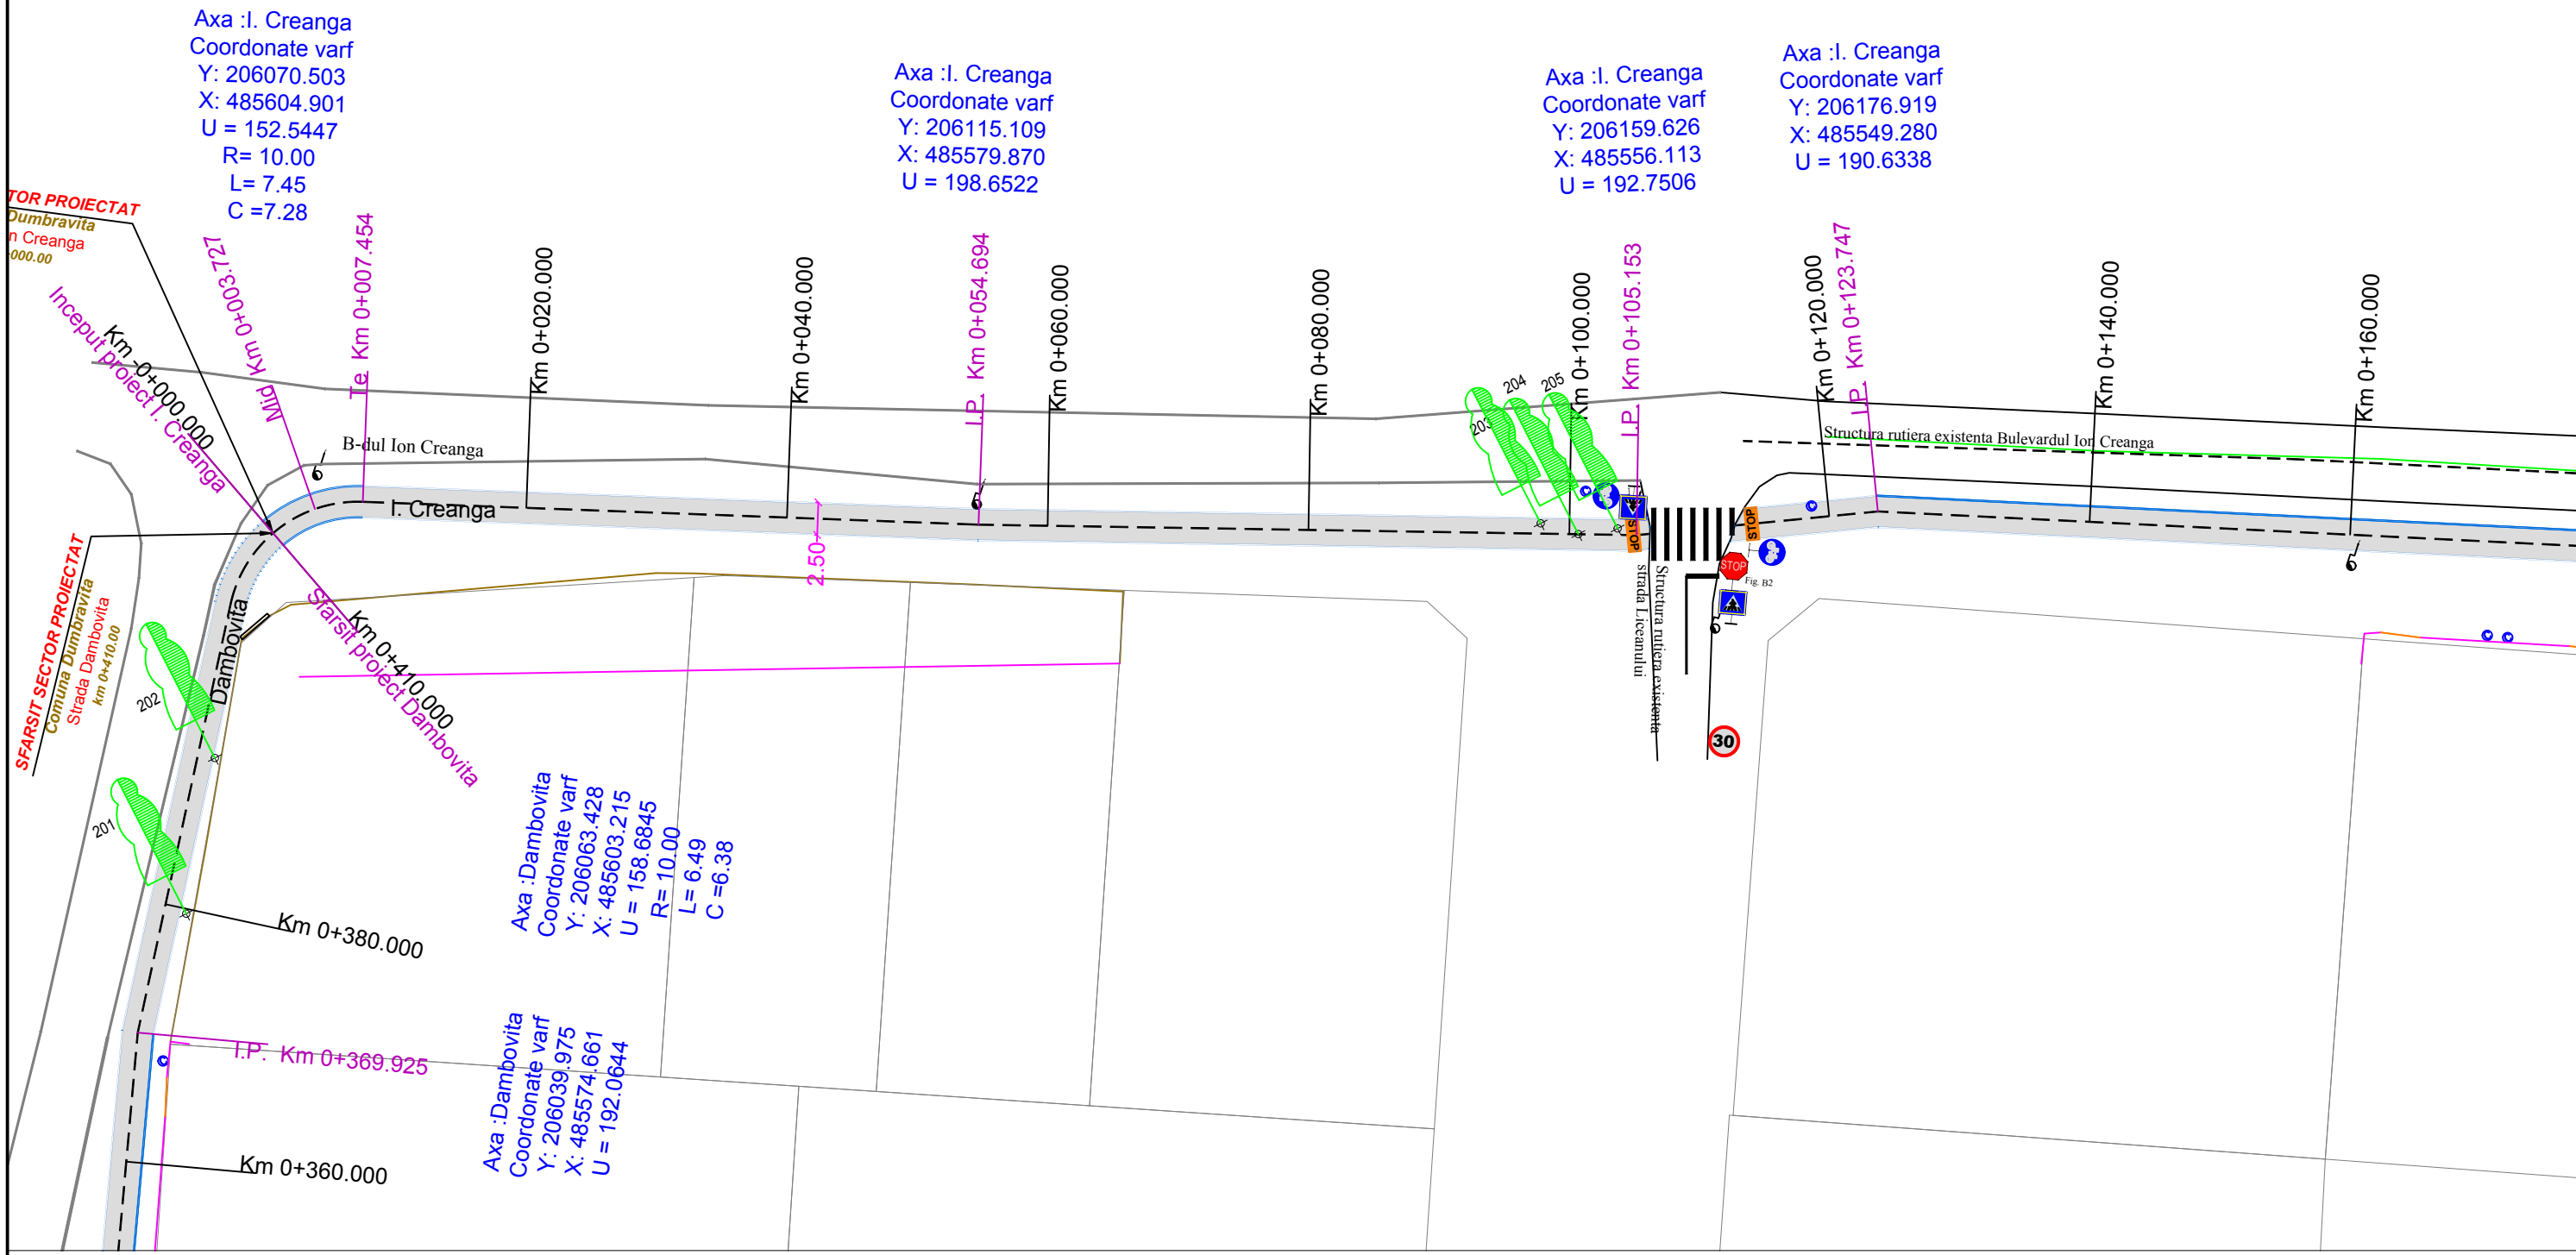 Axa :I. Creanga
Coordonate varf
Y: 206070.503
X: 485604.901
U = 152.5447
R= 10.00
L= 7.45
C =7.28
Axa :I. Creanga
Coordonate varf
Y: 206115.109
X: 485579.870
U = 198.6522
Axa :I. Creanga
Coordonate varf
Y: 206159.626
X: 485556.113
U = 192.7506
Axa :I. Creanga
Coordonate varf
Y: 206176.919
X: 485549.280
U = 190.6338
TOR PROIECTAT
Dumbravita
n Creanga
000.00
Inceput proiect I. Creanga
Km -0+000.000
Mid Km 0+003.727
Te Km 0+007.454
Km 0+020.000
Km 0+040.000
I.P. Km 0+054.694
Km 0+060.000
Km 0+080.000
Km 0+100.000
I.P. Km 0+105.153
Km 0+120.000
I.P. Km 0+123.747
Km 0+140.000
Km 0+160.000
203
204
205
B-dul Ion Creanga
Structura rutiera existenta Bulevardul Ion Creanga
I. Creanga
2.50
STOP
STOP
STOP
Fig. B2
strada Liceanului
Structura rutiera existenta
30
SFARSIT SECTOR PROIECTAT
Comuna Dumbravita
Strada Dambovita
km 0+410.00
Dambovita
Sfarsit proiect Dambovita
Km 0+410.000
202
201
Km 0+380.000
Axa :Dambovita
Coordonate varf
Y: 206063.428
X: 485603.215
U = 158.6845
R= 10.00
L= 6.49
C =6.38
I.P. Km 0+369.925
Axa :Dambovita
Coordonate varf
Y: 206039.975
X: 485574.661
U = 192.0644
Km 0+360.000